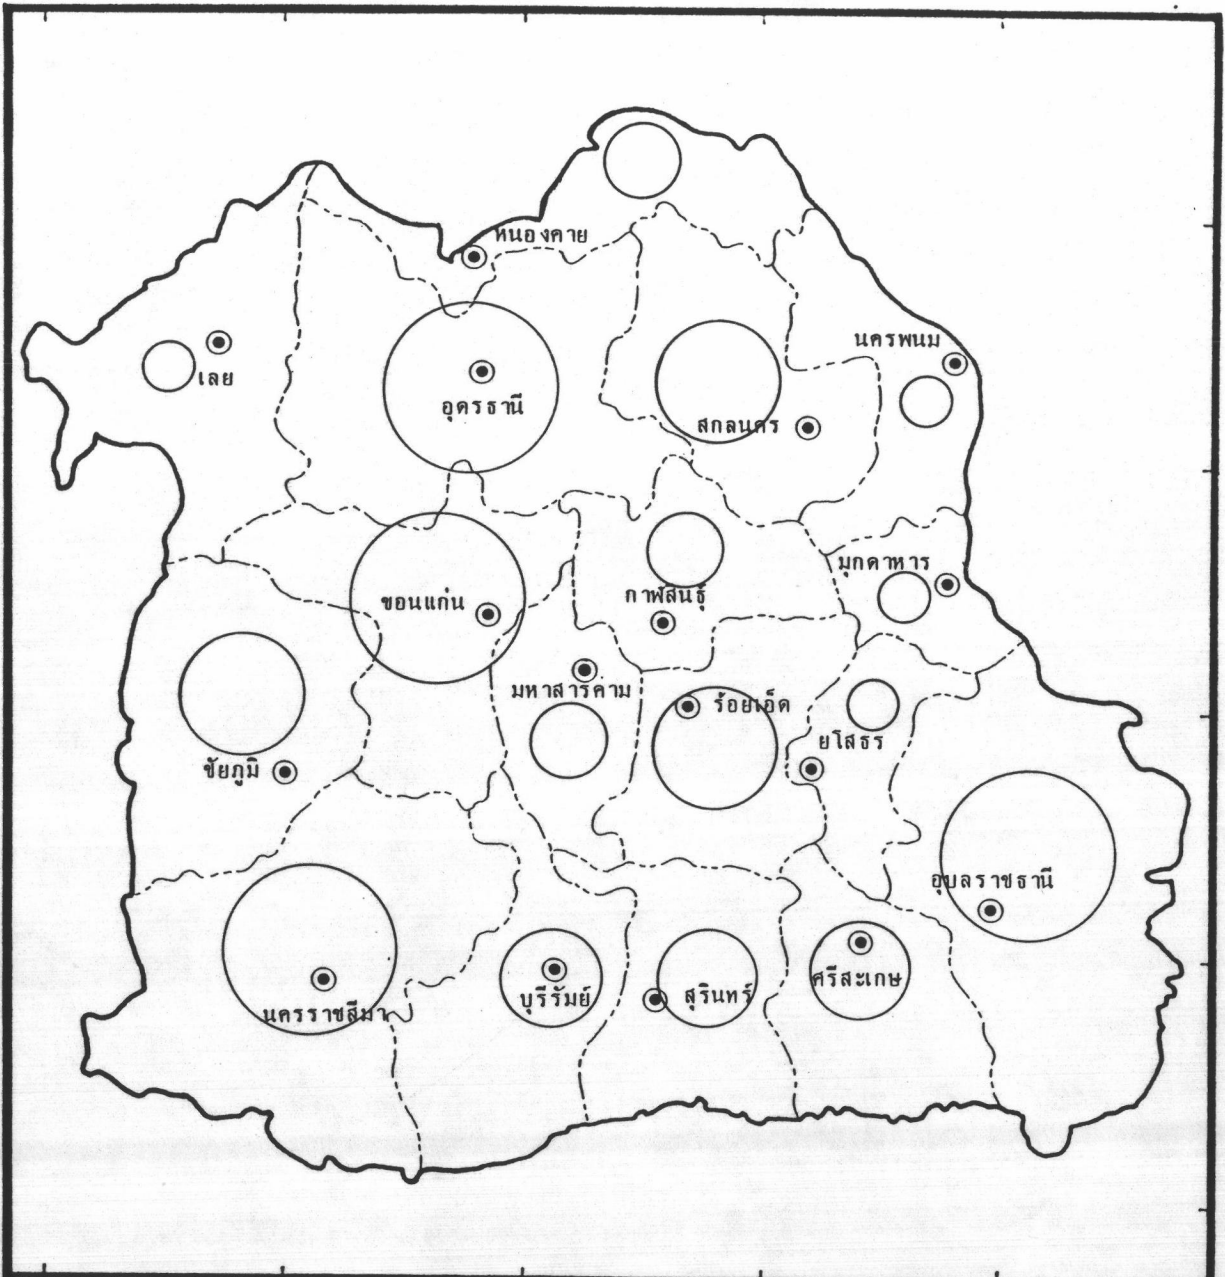 หนองคาย
นครพนม
เลย
อุดรธานี
สกลนคร
มุกดาหาร
กาฬสินธุ์
ขอนแก่น
มหาสารคาม
ร้อยเอ็ด
ยโสธร
ชัยภูมิ
อุบลราชธานี
ศรีสะเกษ
สุรินทร์
บุรีรัมย์
นครราชสีมา